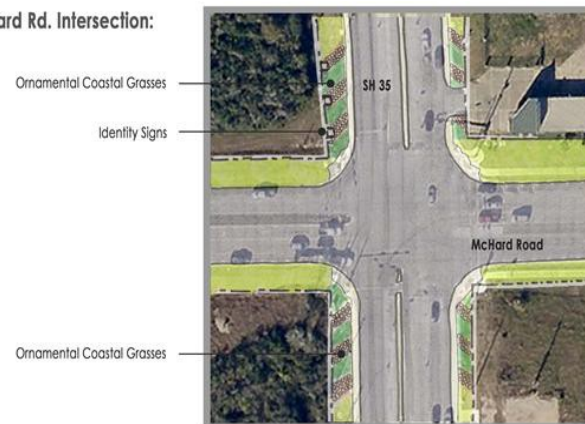 ard Rd. Intersection:
Ornamental Coastal Grasses
SH 35
Identity Signs
McHard Road
Ornamental Coastal Grasses